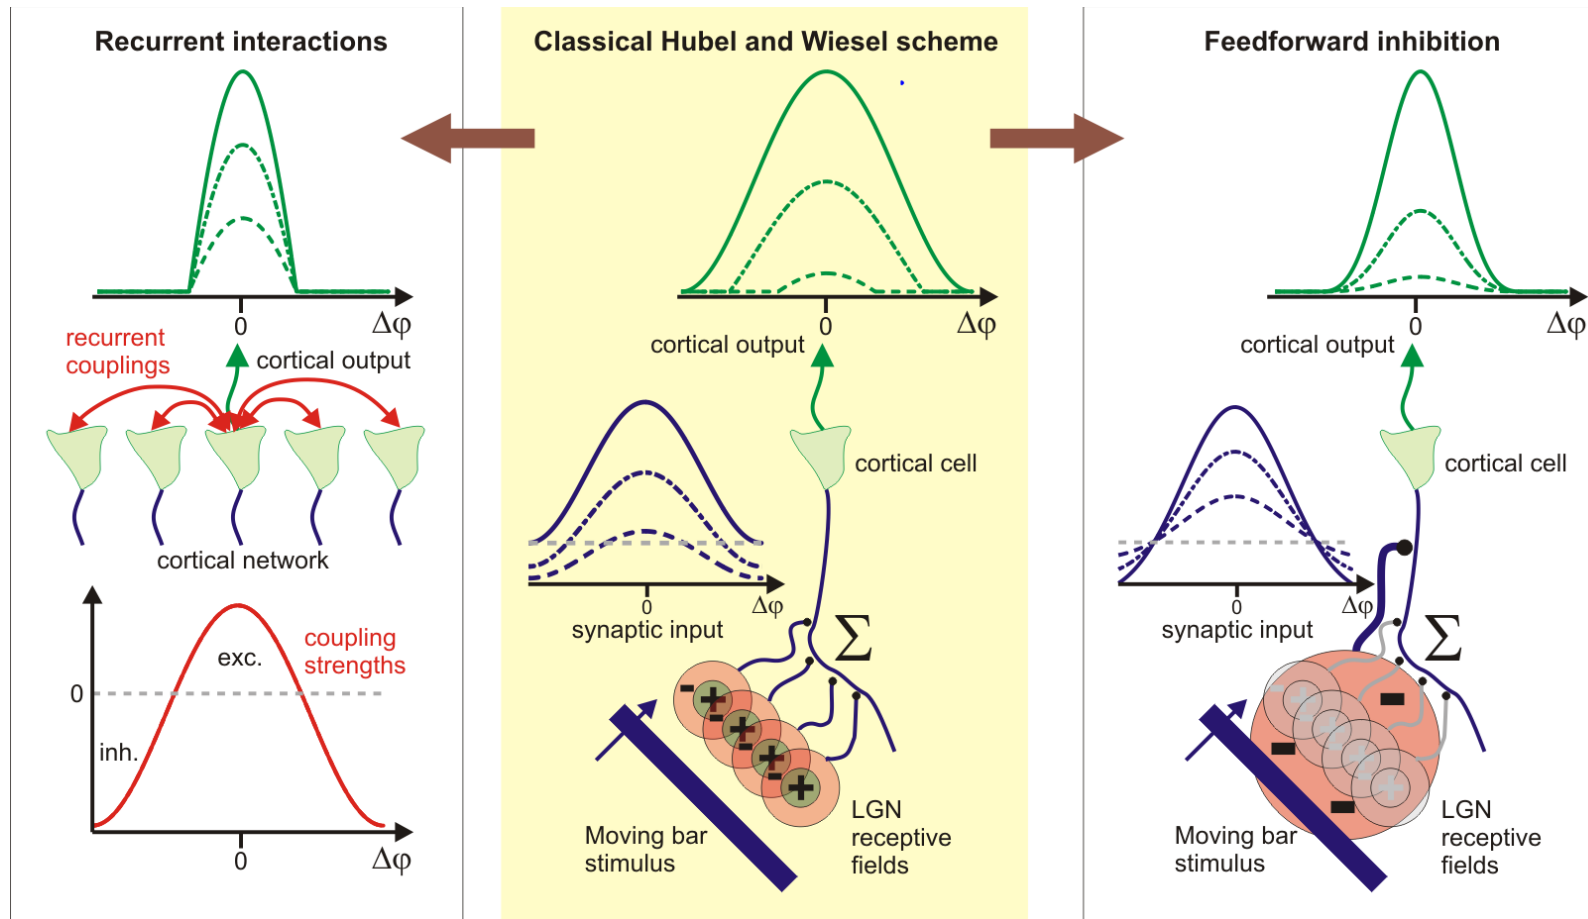 Recurrent interactions
0
Δφ
recurrent
couplings
cortical output
cortical network
coupling
strengths
exc.
0
inh.
0
Δφ
Classical Hubel and Wiesel scheme
0
Δφ
cortical output
cortical cell
0
Δφ
synaptic input
Σ
-
+
-
+
-
+
-
+
Moving bar
stimulus
LGN
receptive
fields
Feedforward inhibition
0
Δφ
cortical output
cortical cell
0
Δφ
synaptic input
Σ
-
-
-
+
+
+
+
Moving bar
stimulus
LGN
receptive
fields